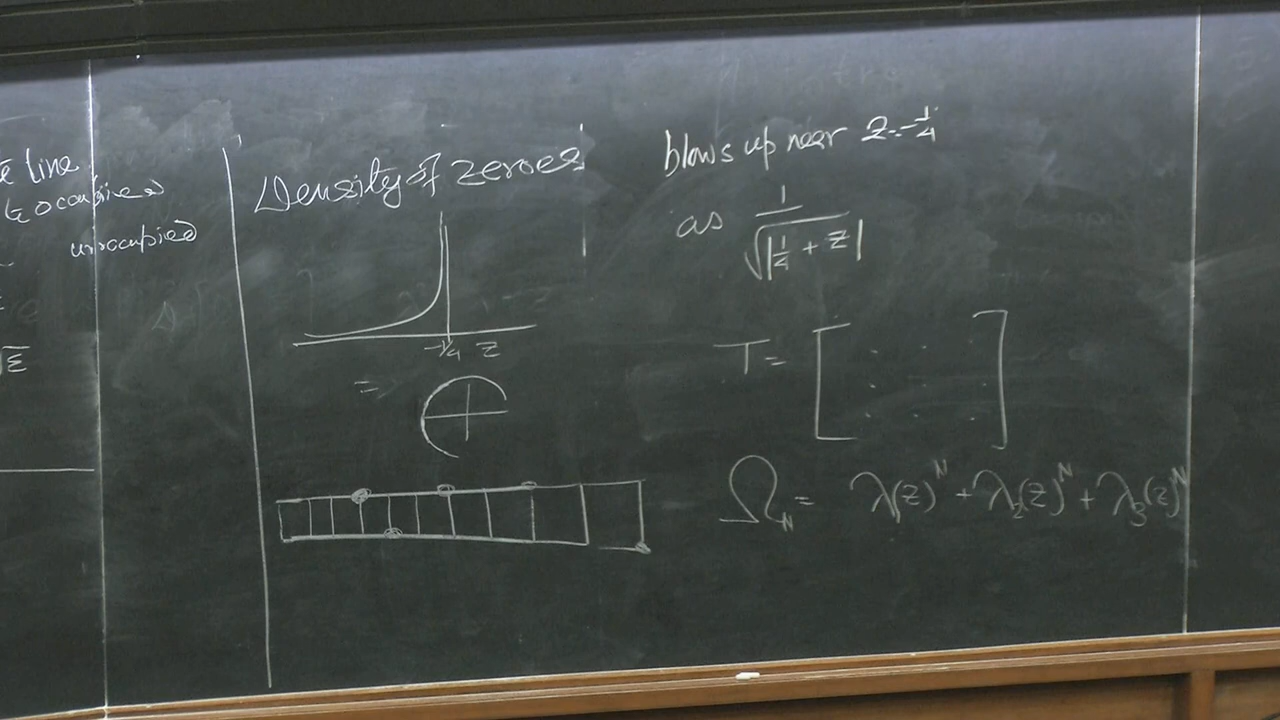 line
occupied
unoccupied
√Σ
Density of zeroes
-1/4 z
=
blows up near z=-1/4
as 1/√|1/4 + z|
T = [ ]
Ω_N = λ(z)^N + λ_2(z)^N + λ_3(z)^N